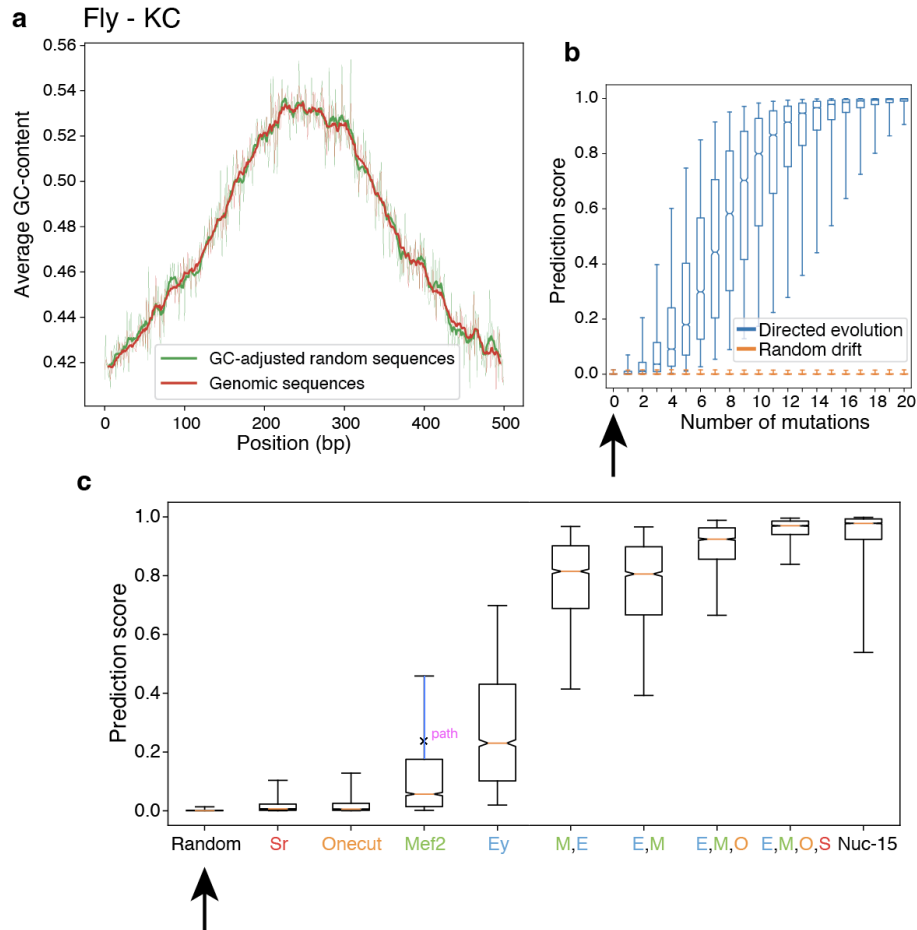 a Fly - KC
0.56
0.54
0.52
0.50
0.48
0.46
0.44
0.42
Average GC-content
GC-adjusted random sequences
Genomic sequences
0 100 200 300 400 500
Position (bp)
b
1.0
0.8
0.6
0.4
0.2
0.0
Prediction score
Directed evolution
Random drift
0 2 4 6 8 10 12 13 14 16 18 20
Number of mutations
c
1.0
0.8
0.6
0.4
0.2
0.0
Prediction score
path
Random Sr Onecut Mef2 Ey M,E E,M E,M,O E,M,O,S Nuc-15